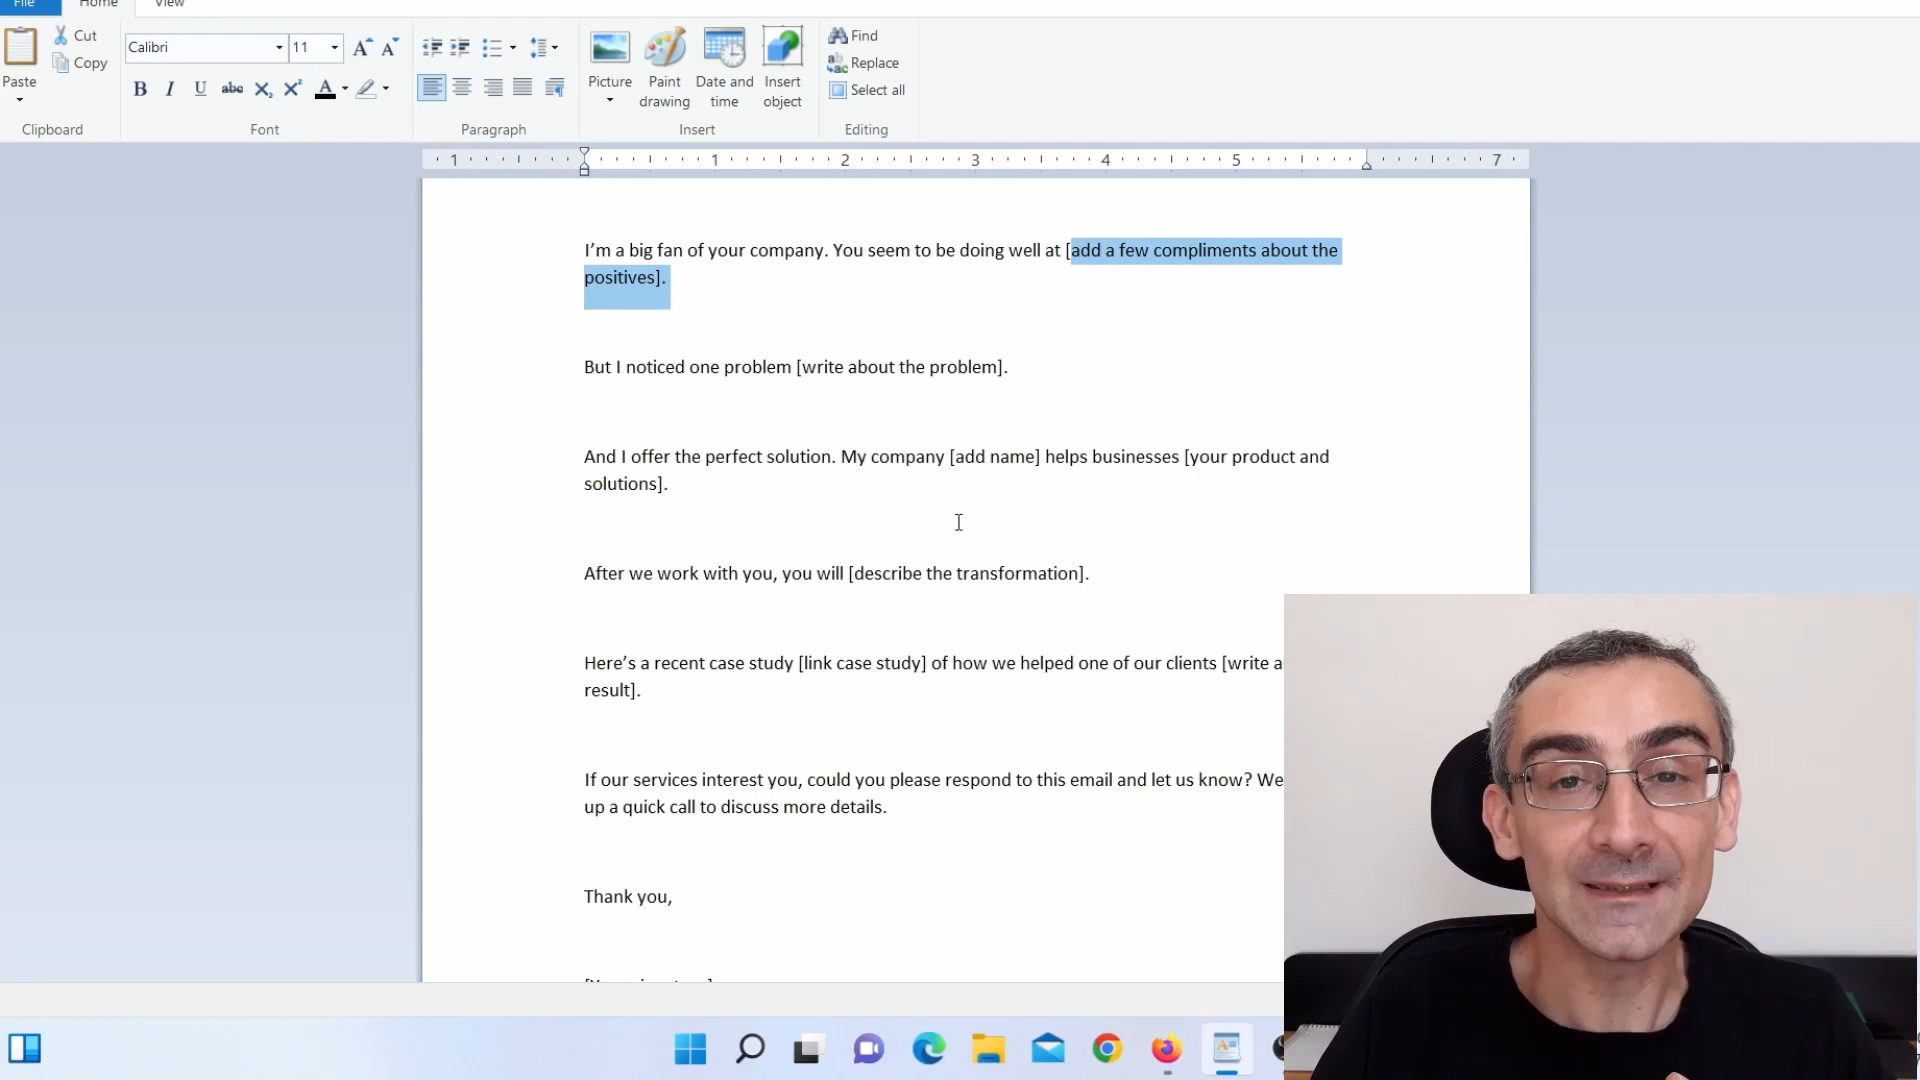 File Home View
Paste
Cut
Copy
Clipboard
Calibri 11
B I U abc X₂ X² A
Font
Paragraph
Picture
Paint drawing
Date and time
Insert object
Insert
Find
Replace
Select all
Editing
1 1 2 3 4 5 7
I’m a big fan of your company. You seem to be doing well at [add a few compliments about the
positives].
But I noticed one problem [write about the problem].
And I offer the perfect solution. My company [add name] helps businesses [your product and
solutions].
After we work with you, you will [describe the transformation].
Here’s a recent case study [link case study] of how we helped one of our clients [write a
result].
If our services interest you, could you please respond to this email and let us know? We
up a quick call to discuss more details.
Thank you,